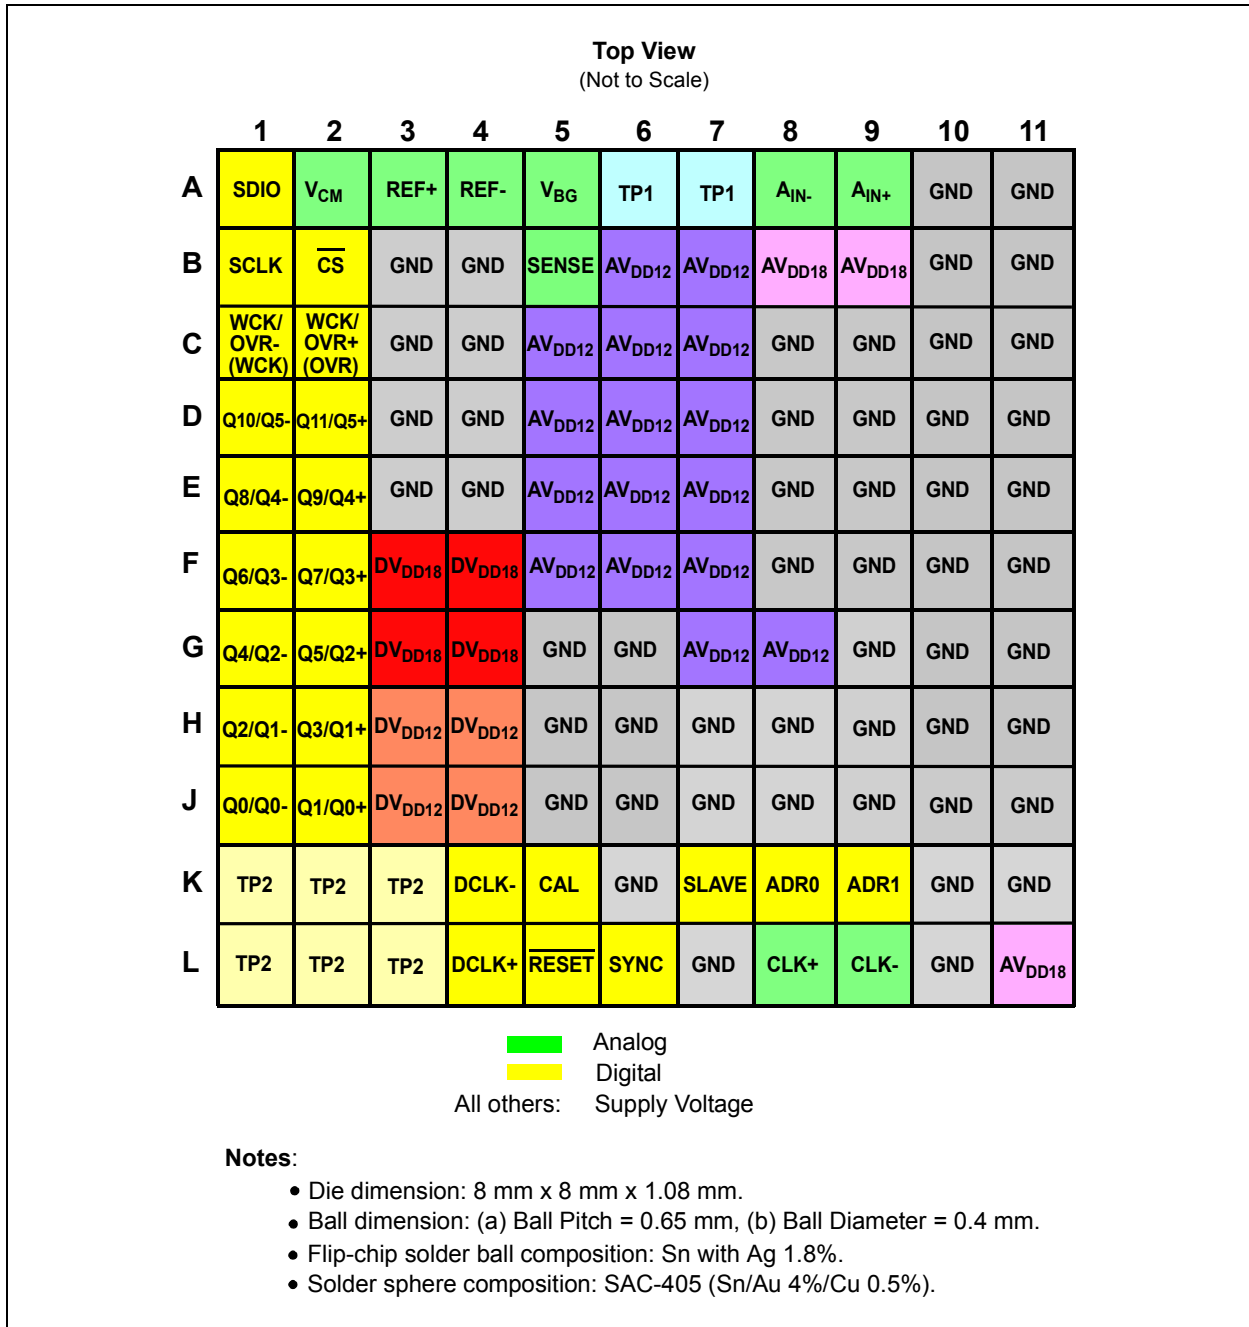 Top View
(Not to Scale)
1 2 3 4 5 6 7 8 9 10 11
A SDIO VCM REF+ REF- VBG TP1 TP1 AIN- AIN+ GND GND
B SCLK CS GND GND SENSE AVDD12 AVDD12 AVDD18 AVDD18 GND GND
C WCK/OVR-(WCK) WCK/OVR+(OVR) GND GND AVDD12 AVDD12 AVDD12 GND GND GND GND
D Q10/Q5- Q11/Q5+ GND GND AVDD12 AVDD12 AVDD12 GND GND GND GND
E Q8/Q4- Q9/Q4+ GND GND AVDD12 AVDD12 AVDD12 GND GND GND GND
F Q6/Q3- Q7/Q3+ DVDD18 DVDD18 AVDD12 AVDD12 AVDD12 GND GND GND GND
G Q4/Q2- Q5/Q2+ DVDD18 DVDD18 GND GND AVDD12 AVDD12 GND GND GND
H Q2/Q1- Q3/Q1+ DVDD12 DVDD12 GND GND GND GND GND GND GND
J Q0/Q0- Q1/Q0+ DVDD12 DVDD12 GND GND GND GND GND GND GND
K TP2 TP2 TP2 DCLK- CAL GND SLAVE ADR0 ADR1 GND GND
L TP2 TP2 TP2 DCLK+ RESET SYNC GND CLK+ CLK- GND AVDD18
Analog
Digital
All others: Supply Voltage
Notes:
• Die dimension: 8 mm x 8 mm x 1.08 mm.
• Ball dimension: (a) Ball Pitch = 0.65 mm, (b) Ball Diameter = 0.4 mm.
• Flip-chip solder ball composition: Sn with Ag 1.8%.
• Solder sphere composition: SAC-405 (Sn/Au 4%/Cu 0.5%).